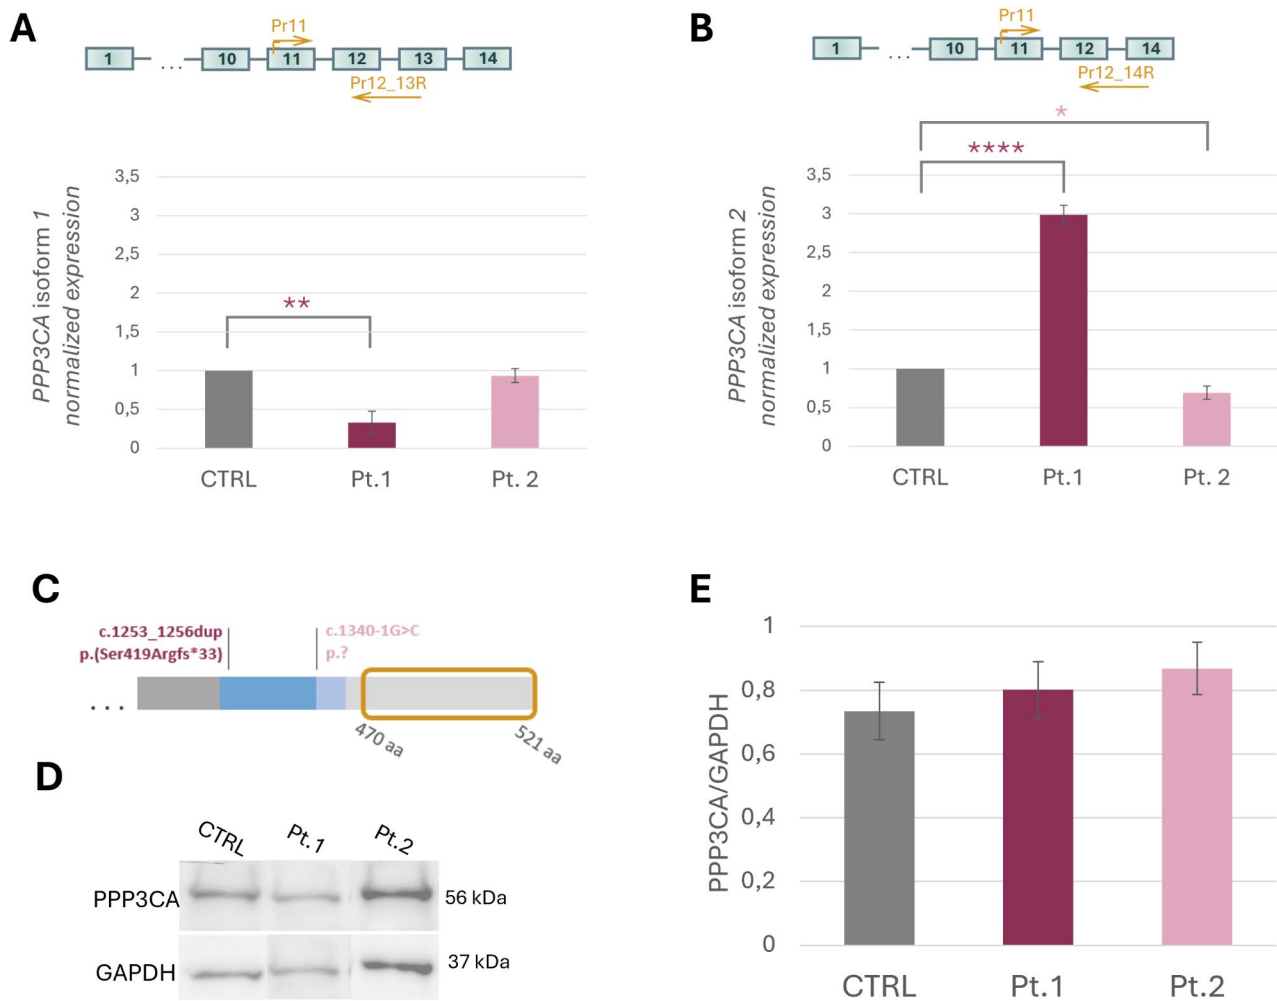 A
Pr11
1 ... 10 11 12 13 14
Pr12_13R
PPP3CA isoform 1
normalized expression
3,5
3
2,5
2
1,5
1
0,5
0
**
CTRL Pt.1 Pt. 2
B
Pr11
1 ... 10 11 12 14
Pr12_14R
PPP3CA isoform 2
normalized expression
*
****
3,5
3
2,5
2
1,5
1
0,5
0
CTRL Pt.1 Pt. 2
C
c.1253_1256dup
p.(Ser419Argfs*33)
c.1340-1G>C
p.?
...
470 aa
521 aa
D
CTRL Pt.1 Pt.2
PPP3CA 56 kDa
GAPDH 37 kDa
E
PPP3CA/GAPDH
1
0,8
0,6
0,4
0,2
0
CTRL Pt.1 Pt.2